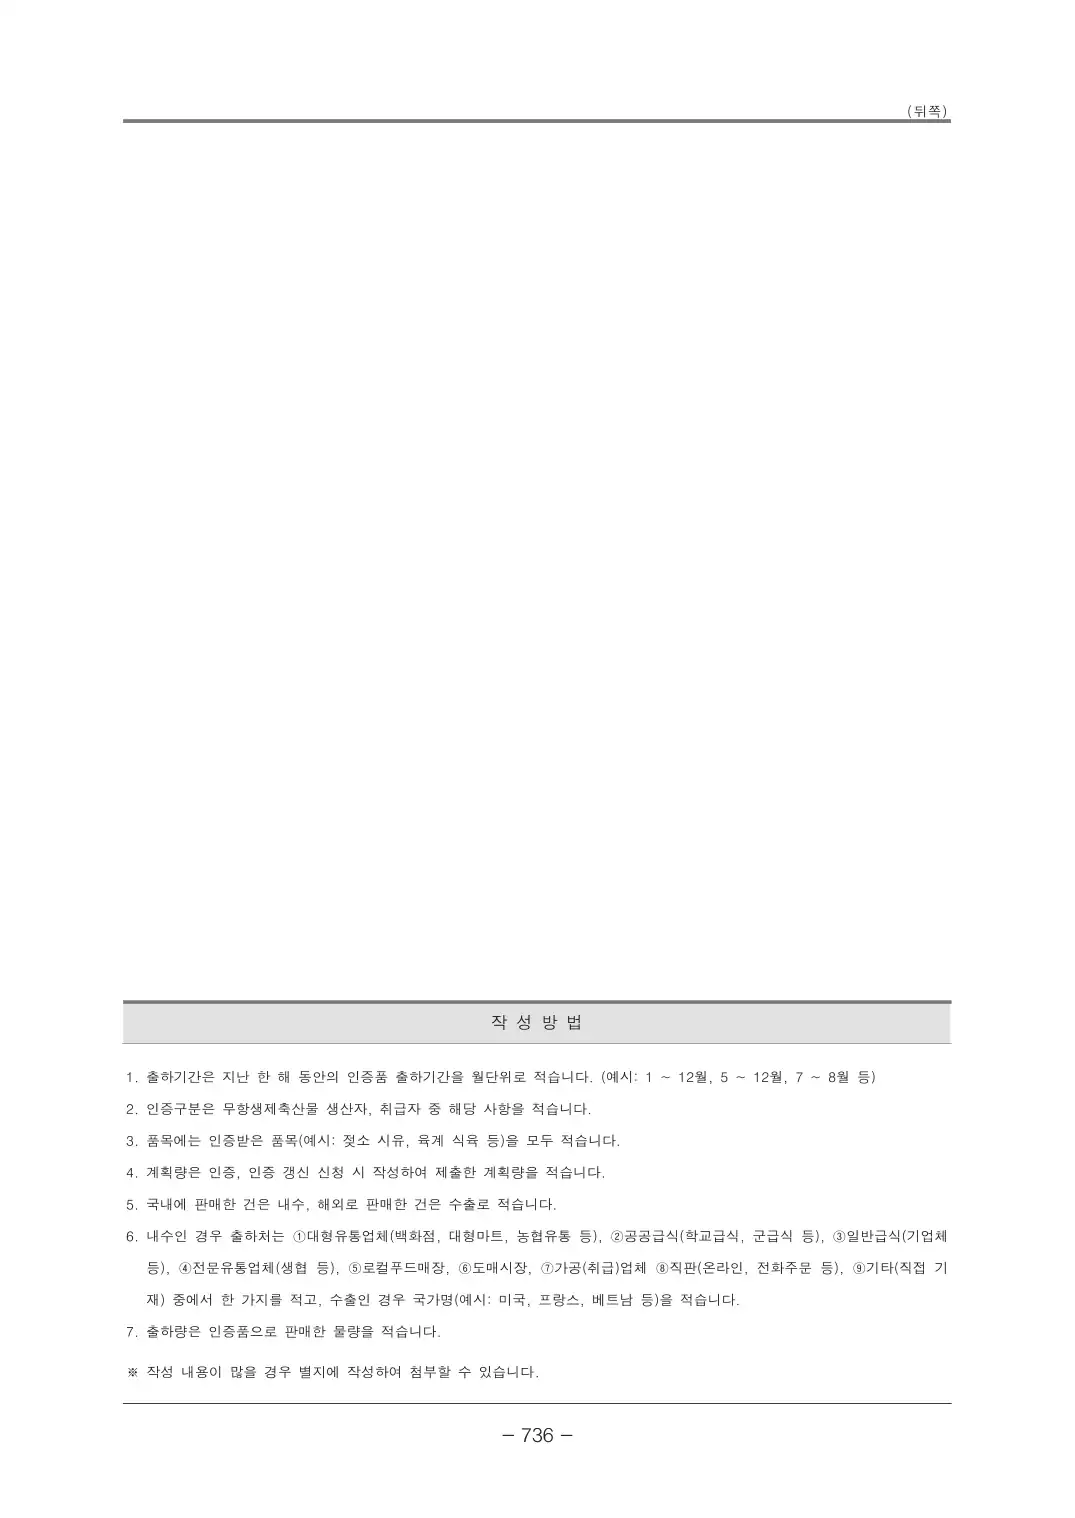 (뒤쪽)
작 성 방 법
1. 출하기간은 지난 한 해 동안의 인증품 출하기간을 월단위로 적습니다. (예시: 1 ~ 12월, 5 ~ 12월, 7 ~ 8월 등)
2. 인증구분은 무항생제축산물 생산자, 취급자 중 해당 사항을 적습니다.
3. 품목에는 인증받은 품목(예시: 젖소 시유, 육계 식육 등)을 모두 적습니다.
4. 계획량은 인증, 인증 갱신 신청 시 작성하여 제출한 계획량을 적습니다.
5. 국내에 판매한 건은 내수, 해외로 판매한 건은 수출로 적습니다.
6. 내수인 경우 출하처는 ①대형유통업체(백화점, 대형마트, 농협유통 등), ②공공급식(학교급식, 군급식 등), ③일반급식(기업체
등), ④전문유통업체(생협 등), ⑤로컬푸드매장, ⑥도매시장, ⑦가공(취급)업체 ⑧직판(온라인, 전화주문 등), ⑨기타(직접 기
재) 중에서 한 가지를 적고, 수출인 경우 국가명(예시: 미국, 프랑스, 베트남 등)을 적습니다.
7. 출하량은 인증품으로 판매한 물량을 적습니다.
※ 작성 내용이 많을 경우 별지에 작성하여 첨부할 수 있습니다.
- 736 -